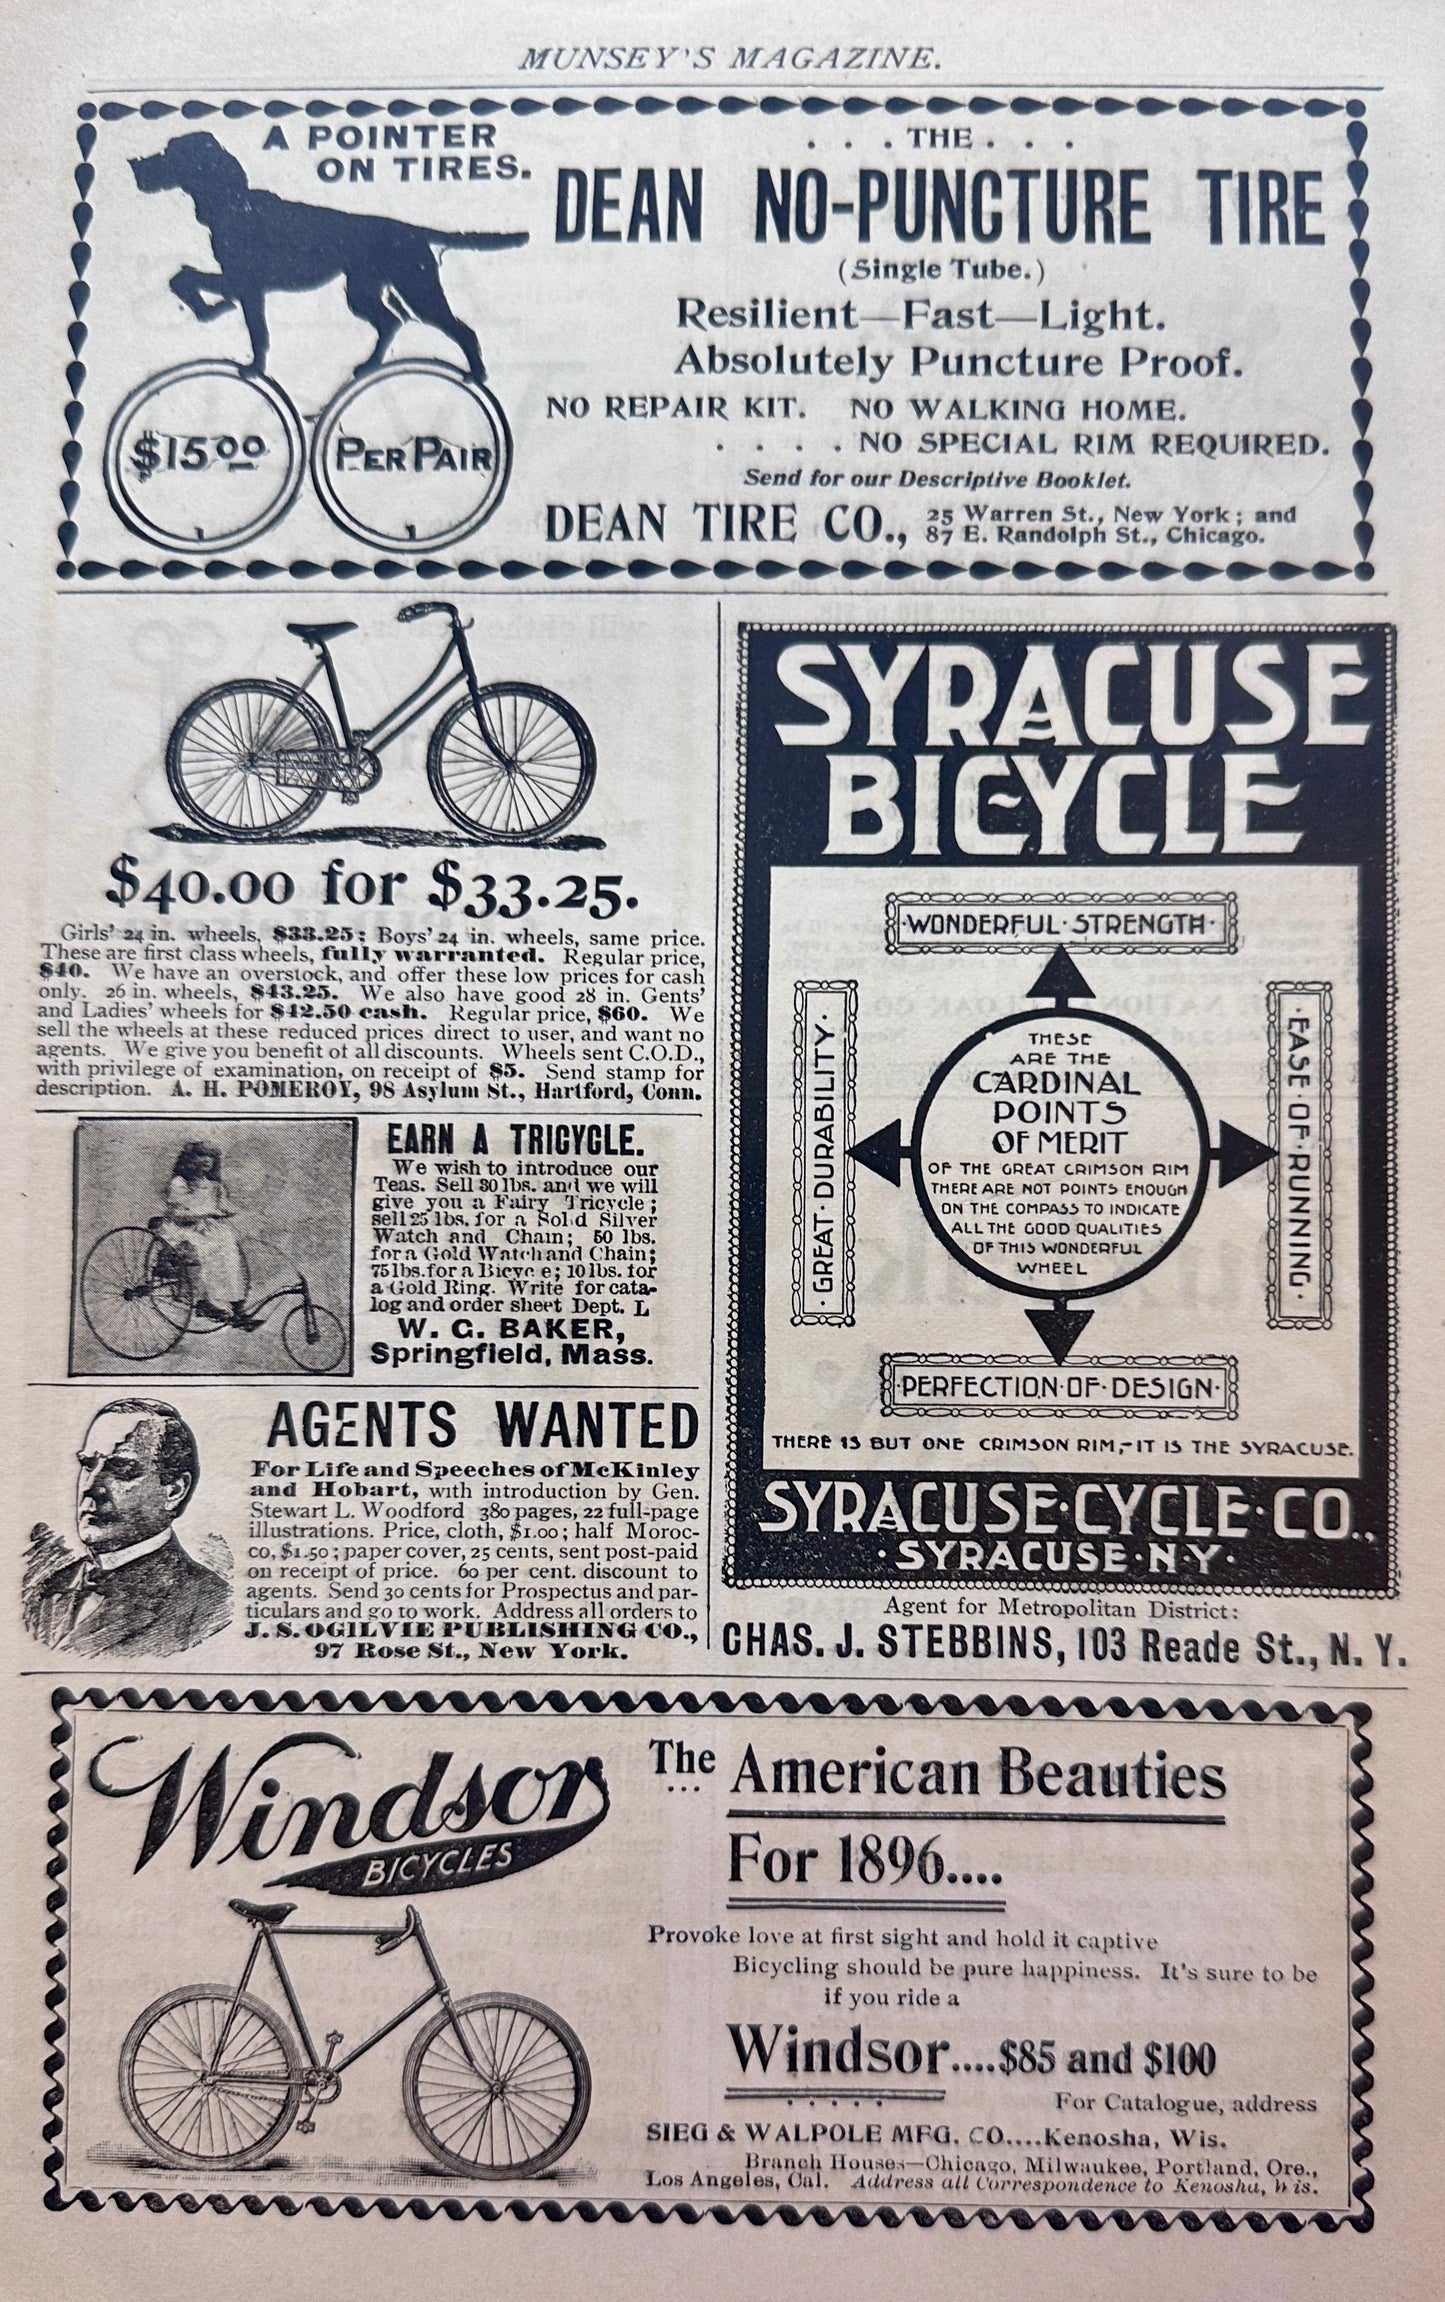 MUNSEY'S MAGAZINE.
A POINTER
ON TIRES.
$15.00
PER PAIR
. . . THE . . .
DEAN NO-PUNCTURE TIRE
(Single Tube.)
Resilient—Fast—Light.
Absolutely Puncture Proof.
NO REPAIR KIT. NO WALKING HOME.
. . . . NO SPECIAL RIM REQUIRED.
Send for our Descriptive Booklet.
DEAN TIRE CO., 25 Warren St., New York; and
87 E. Randolph St., Chicago.
$40.00 for $33.25.
Girls' 24 in. wheels, $33.25; Boys' 24 in. wheels, same price.
These are first class wheels, fully warranted. Regular price,
$40. We have an overstock, and offer these low prices for cash
only. 26 in. wheels, $43.25. We also have good 28 in. Gents'
and Ladies' wheels for $42.50 cash. Regular price, $60. We
sell the wheels at these reduced prices direct to user, and want no
agents. We give you benefit of all discounts. Wheels sent C.O.D.,
with privilege of examination, on receipt of $5. Send stamp for
description. A. H. POMEROY, 98 Asylum St., Hartford, Conn.
EARN A TRICYCLE.
We wish to introduce our
Teas. Sell 30 lbs. and we will
give you a Fairy Tricycle;
sell 25 lbs. for a Solid Silver
Watch and Chain; 50 lbs.
for a Gold Watch and Chain;
75 lbs. for a Bicycle; 10 lbs. for
a Gold Ring. Write for cata-
log and order sheet Dept. L
W. G. BAKER,
Springfield, Mass.
AGENTS WANTED
For Life and Speeches of McKinley
and Hobart, with introduction by Gen.
Stewart L. Woodford 380 pages, 22 full-page
illustrations. Price, cloth, $1.00; half Moroc-
co, $1.50; paper cover, 25 cents, sent post-paid
on receipt of price. 60 per cent. discount to
agents. Send 30 cents for Prospectus and par-
ticulars and go to work. Address all orders to
J. S. OGILVIE PUBLISHING CO.,
97 Rose St., New York.
SYRACUSE
BICYCLE
·WONDERFUL·STRENGTH·
·GREAT·DURABILITY·
·EASE·OF·RUNNING·
THESE
ARE THE
CARDINAL
POINTS
OF MERIT
OF THE GREAT CRIMSON RIM
THERE ARE NOT POINTS ENOUGH
ON THE COMPASS TO INDICATE
ALL THE GOOD QUALITIES
OF THIS WONDERFUL
WHEEL
·PERFECTION·OF·DESIGN·
THERE IS BUT ONE CRIMSON RIM,-IT IS THE SYRACUSE.
SYRACUSE·CYCLE·CO.,
·SYRACUSE·N·Y·
Agent for Metropolitan District:
CHAS. J. STEBBINS, 103 Reade St., N. Y.
Windsor
BICYCLES
The American Beauties
For 1896....
Provoke love at first sight and hold it captive
Bicycling should be pure happiness. It's sure to be
if you ride a
Windsor....$85 and $100
For Catalogue, address
SIEG & WALPOLE MFG. CO....Kenosha, Wis.
Branch Houses—Chicago, Milwaukee, Portland, Ore.,
Los Angeles, Cal. Address all Correspondence to Kenosha, Wis.